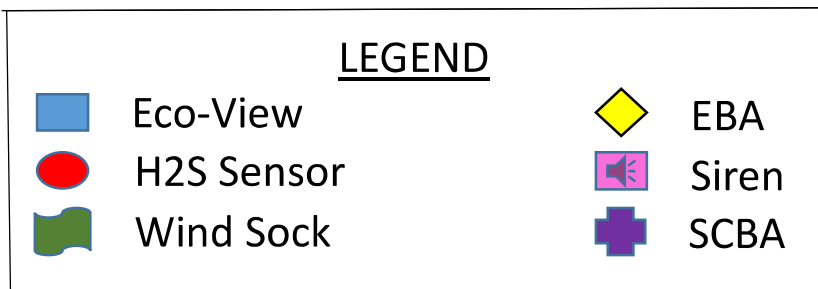 LEGEND
Eco-View
EBA
H2S Sensor
Siren
Wind Sock
SCBA